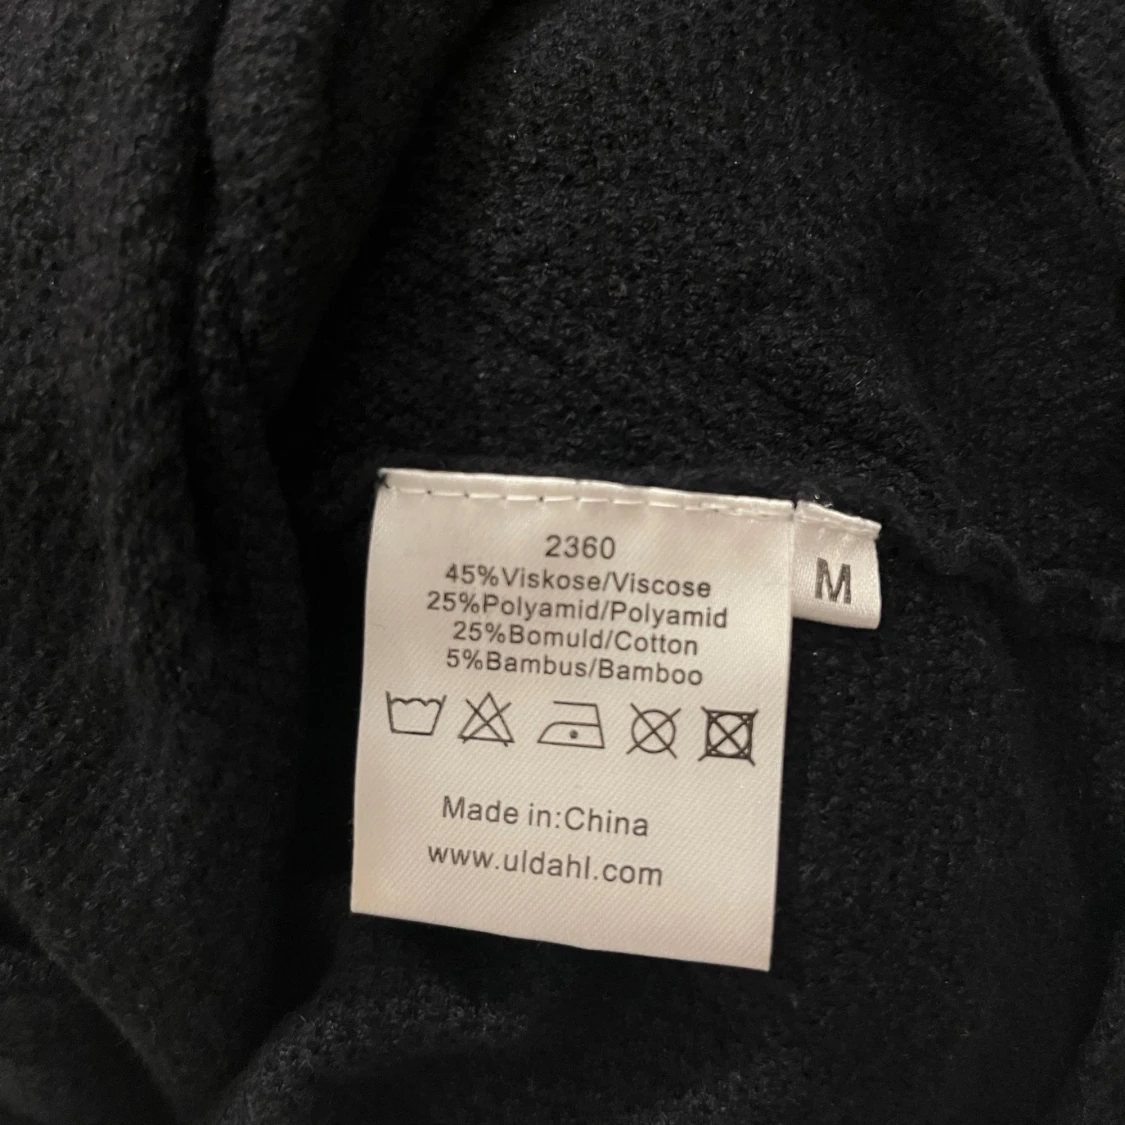 2360
45%Viskose/Viscose
25%Polyamid/Polyamid
25%Bomuld/Cotton
5%Bambus/Bamboo
Made in:China
www.uldahl.com
M